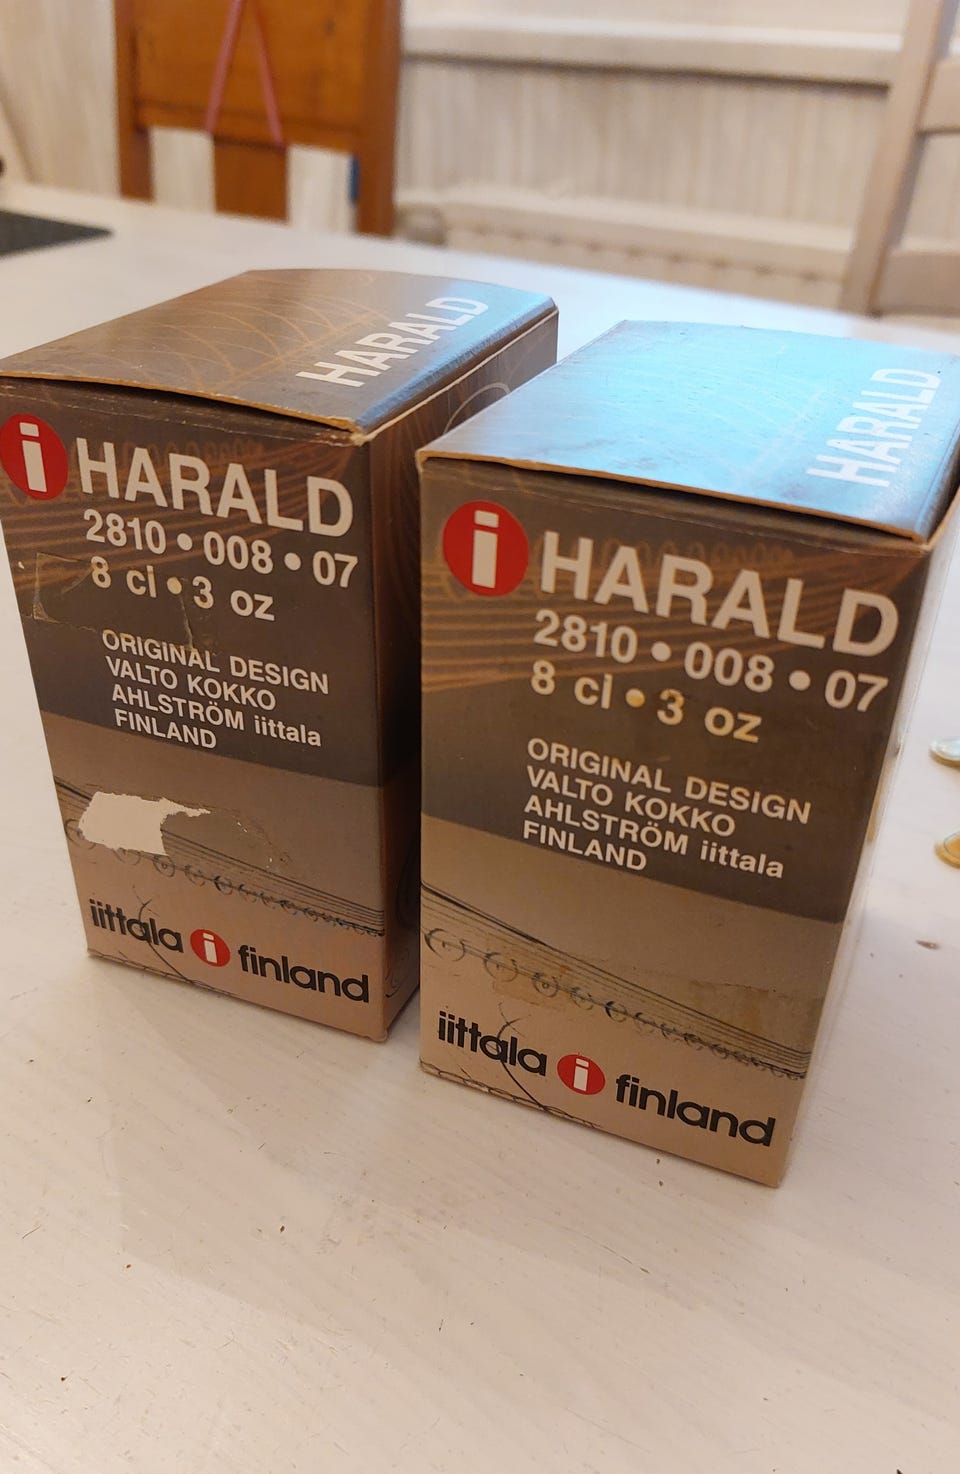 HARALD
i HARALD
2810 • 008 • 07
8 cl • 3 oz
ORIGINAL DESIGN
VALTO KOKKO
AHLSTRÖM iittala
FINLAND
iittala i finland
HARALD
i HARALD
2810 • 008 • 07
8 cl • 3 oz
ORIGINAL DESIGN
VALTO KOKKO
AHLSTRÖM iittala
FINLAND
iittala i finland